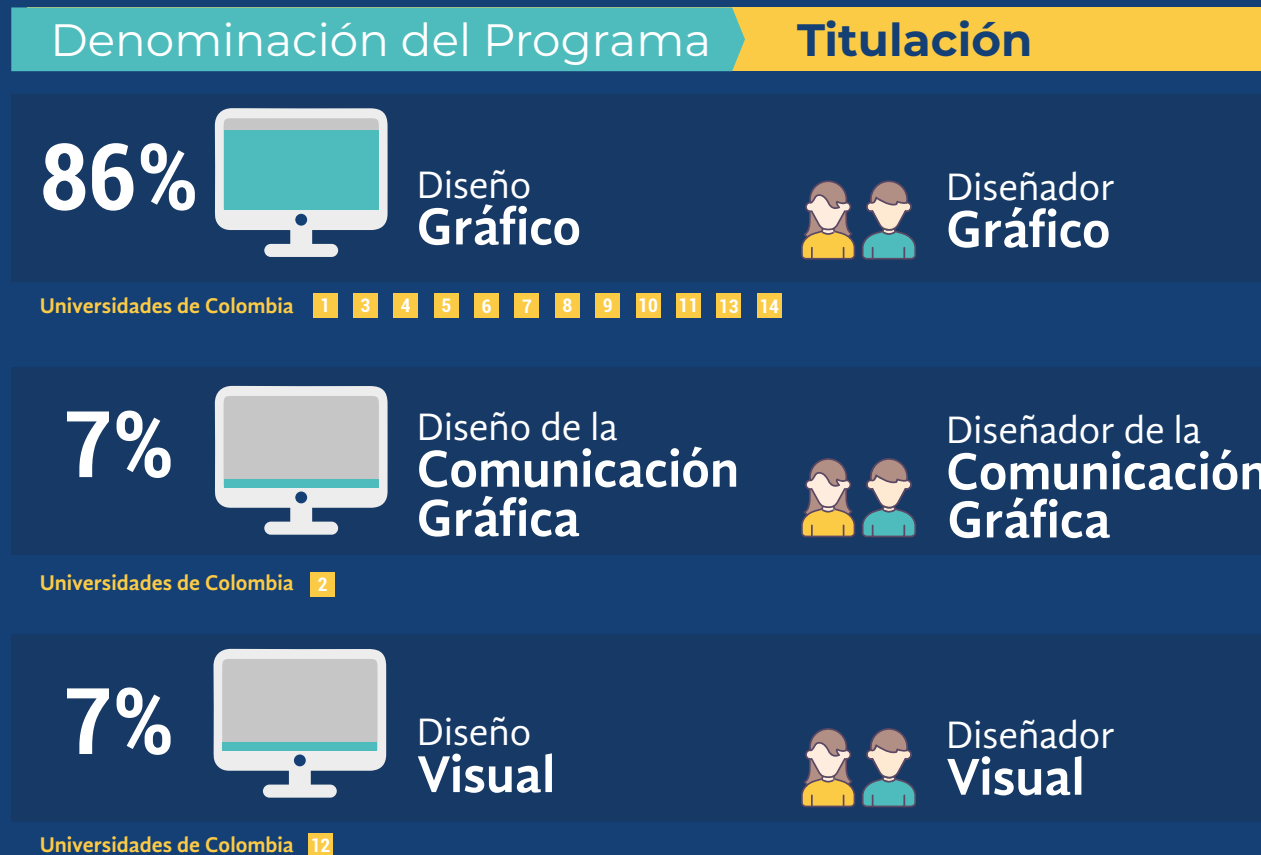 Denominación del Programa Titulación
86%
Diseño
Gráfico
Diseñador
Gráfico
Universidades de Colombia 1 3 4 5 6 7 8 9 10 11 13 14
7%
Diseño de la
Comunicación
Gráfica
Diseñador de la
Comunicación
Gráfica
Universidades de Colombia 2
7%
Diseño
Visual
Diseñador
Visual
Universidades de Colombia 12